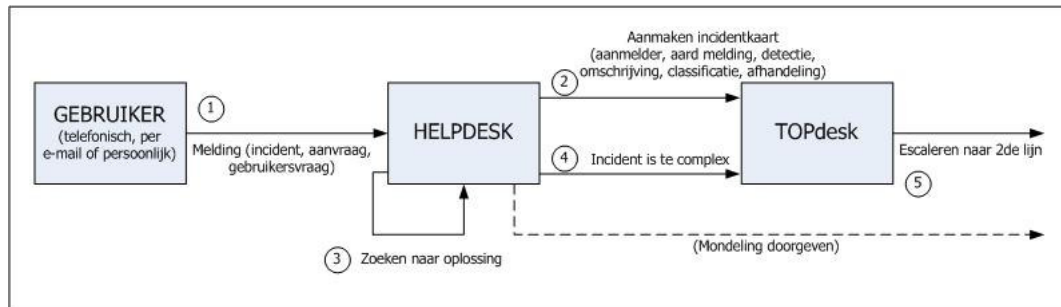 GEBRUIKER
(telefonisch, per
e-mail of persoonlijk)
1
Melding (incident, aanvraag,
gebruikersvraag)
HELPDESK
3
Zoeken naar oplossing
Aanmaken incidentkaart
(aanmelder, aard melding, detectie,
omschrijving, classificatie, afhandeling)
2
4
Incident is te complex
TOPdesk
Escaleren naar 2de lijn
5
(Mondeling doorgeven)